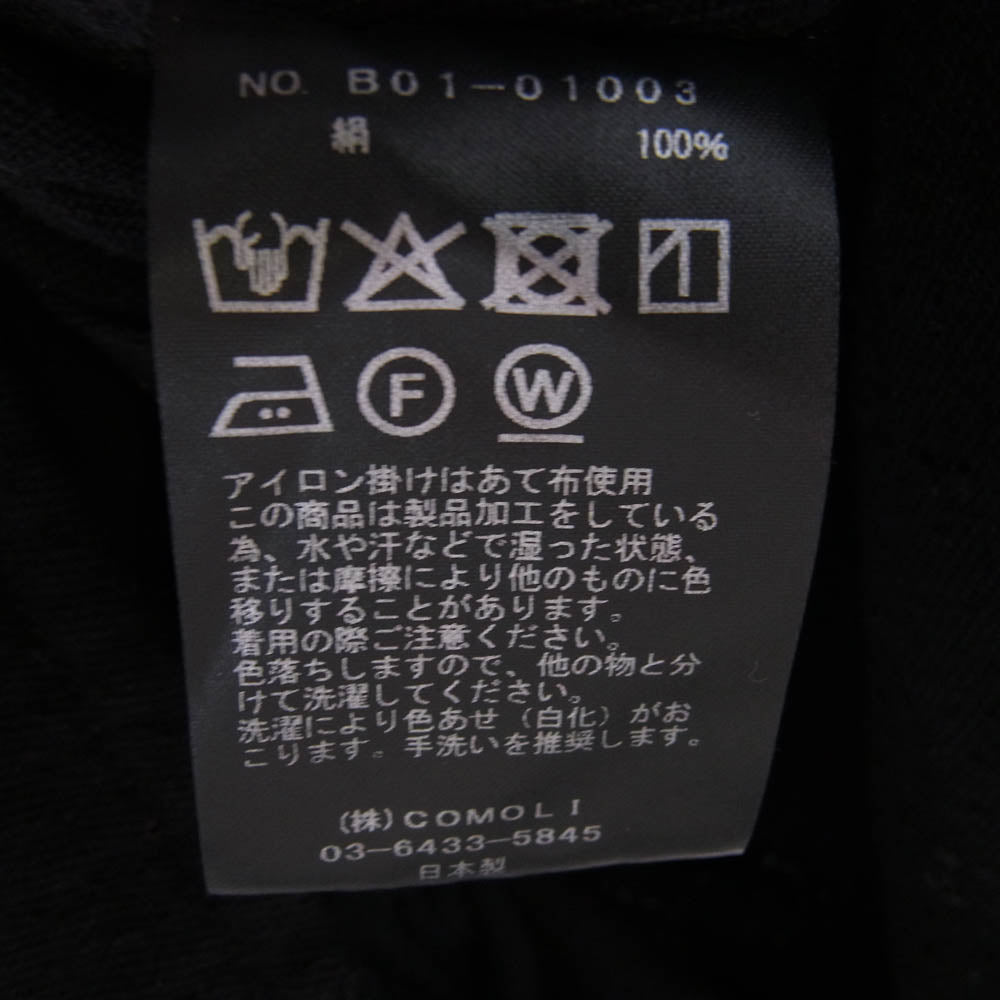 NO. B01-01003
絹 100%
F W
アイロン掛けはあて布使用
この商品は製品加工をしている
為、水や汗などで湿った状態、
または摩擦により他のものに色
移りすることがあります。
着用の際ご注意ください。
色落ちしますので、他の物と分
けて洗濯してください。
洗濯により色あせ（白化）がお
こります。手洗いを推奨します。
(株)COMOLI
03-6433-5845
日本製